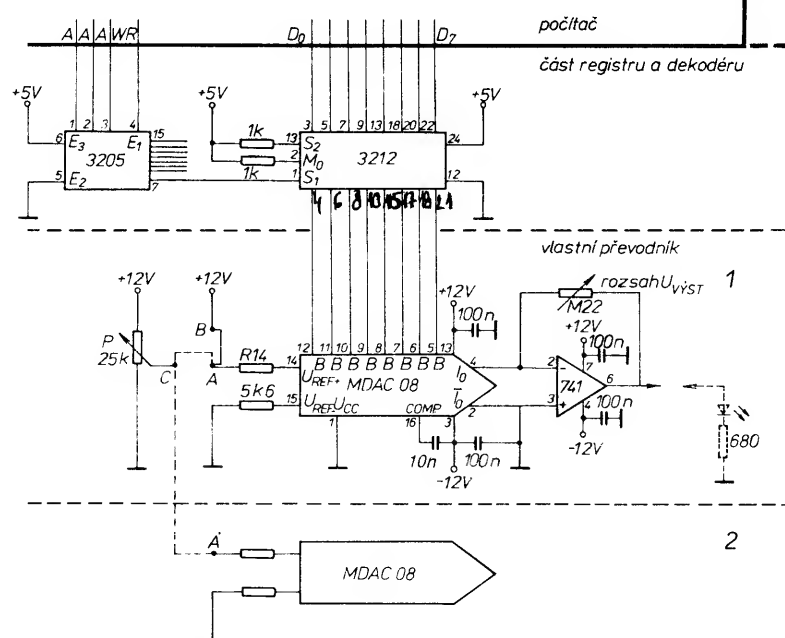 A A A WR D0 D7 počítač
část registru a dekodéru
+5V +5V +5V
1 2 3 4 3 5 7 9 13 18 20 22
6 E3 E1 15 1k 13 S2 24
3205 2 M0 3212
5 E2 7 1k 1 S1 12
4 6 8 10 15 17 19 21
vlastní převodník 1
+12V +12V +12V rozsah UVÝST
100n M22
P B +12V
25k 100n
12 11 10 9 8 7 6 5 13
C A R14 14 B B B B B B B B 4 2 - 7
UREF+ I0 741 6
5k6 15 UREF- UCC MDAC 08 COMP I0 2 3 + 4
1 16 3 100n 680
10n 100n -12V
-12V
2
A'
MDAC 08